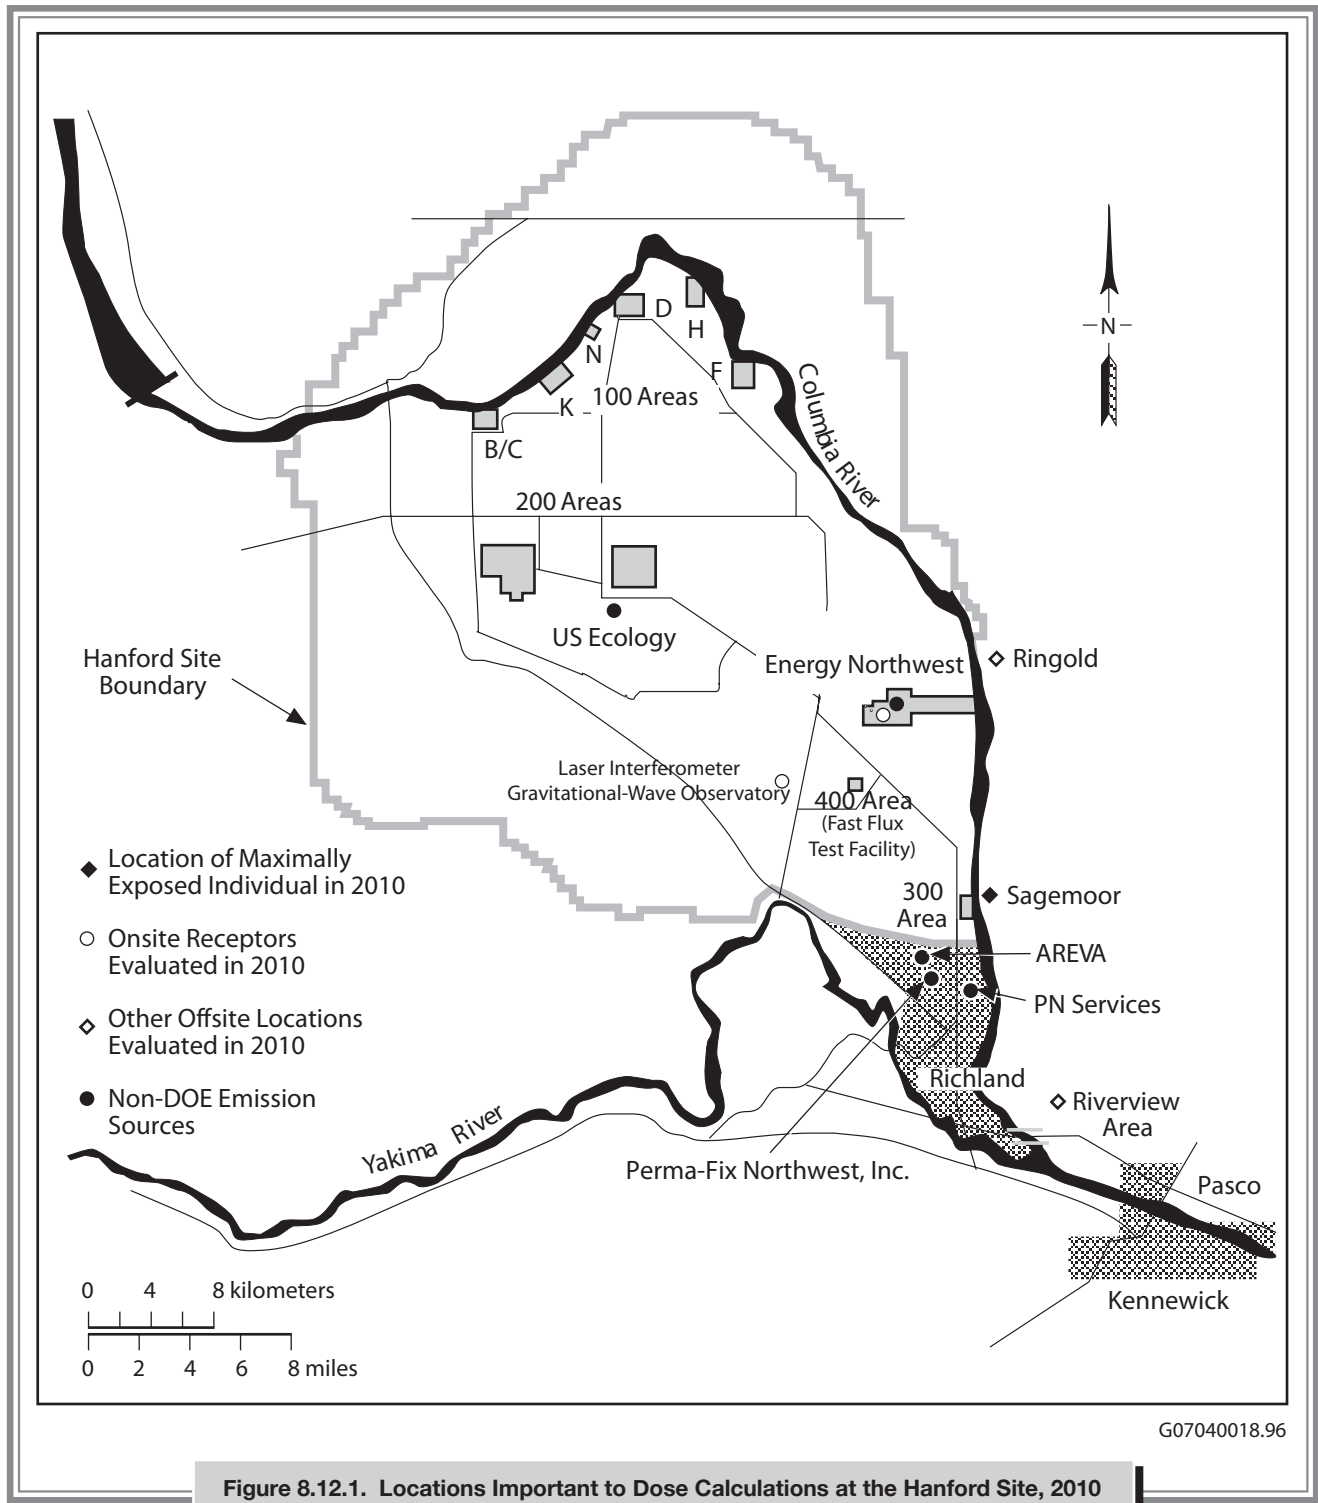 D
H
N
F
N
K
100 Areas
B/C
Columbia River
200 Areas
US Ecology
Hanford Site
Boundary
Energy Northwest
Ringold
Laser Interferometer
Gravitational-Wave Observatory
400 Area
(Fast Flux
Test Facility)
Location of Maximally
Exposed Individual in 2010
300
Area
Sagemoor
Onsite Receptors
Evaluated in 2010
AREVA
PN Services
Other Offsite Locations
Evaluated in 2010
Richland
Non-DOE Emission
Sources
Riverview
Area
Yakima River
Perma-Fix Northwest, Inc.
Pasco
Kennewick
0 4 8 kilometers
0 2 4 6 8 miles
G07040018.96
Figure 8.12.1. Locations Important to Dose Calculations at the Hanford Site, 2010